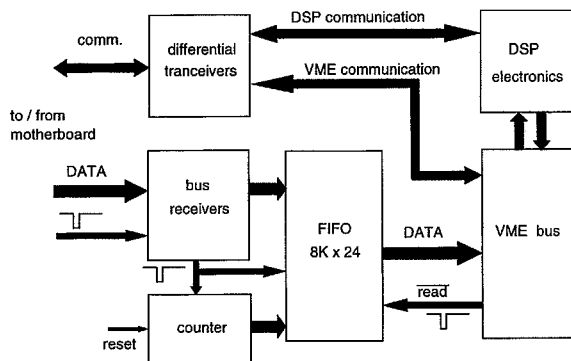 DSP communication
comm.
differential
tranceivers
DSP
electronics
VME communication
to / from
motherboard
DATA
bus
receivers
FIFO
8K x 24
DATA
VME bus
read
counter
reset